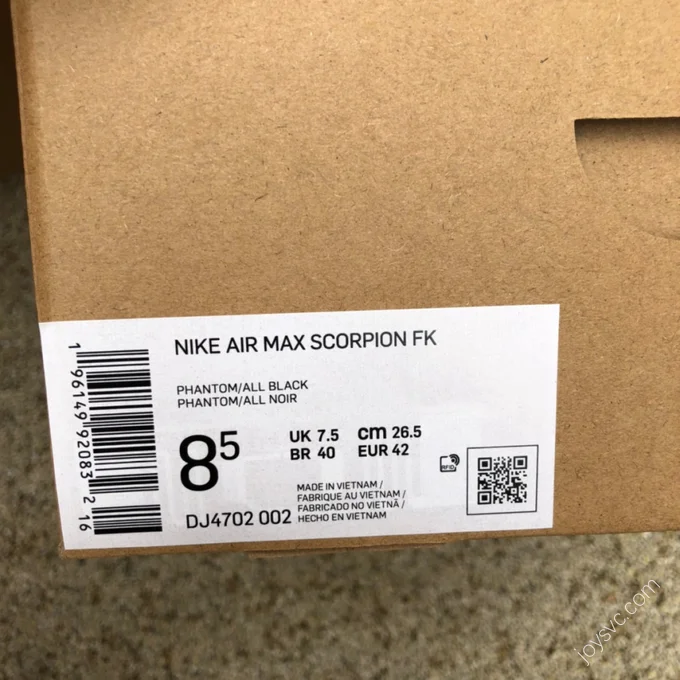 NIKE AIR MAX SCORPION FK
PHANTOM/ALL BLACK
PHANTOM/ALL NOIR
8 5
UK 7.5 cm 26.5
BR 40 EUR 42
RFID
MADE IN VIETNAM /
FABRIQUE AU VIETNAM /
FABRICADO NO VIETNÃ /
HECHO EN VIETNAM
DJ4702 002
1 96149 92083 2 16
joysvc.com